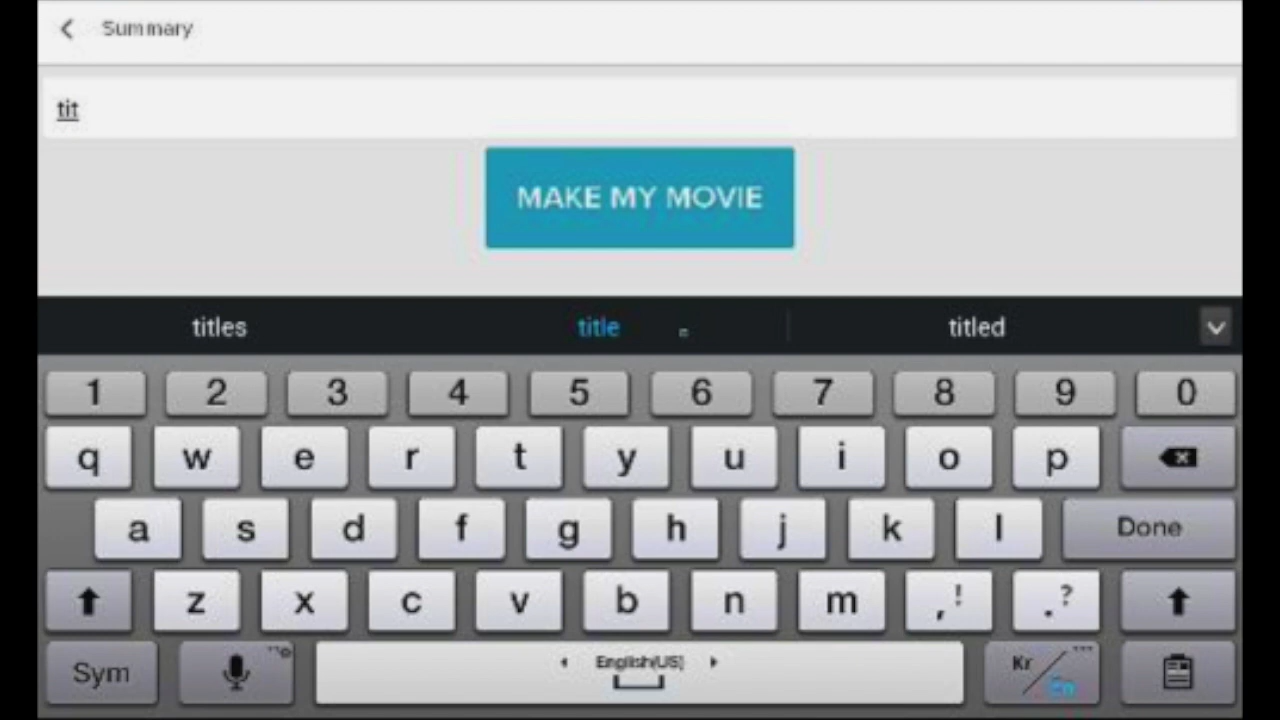 Summary
tit
MAKE MY MOVIE
titles title titled
1 2 3 4 5 6 7 8 9 0
q w e r t y u i o p
a s d f g h j k l Done
z x c v b n m , ! . ?
Sym English(US) Kr/En